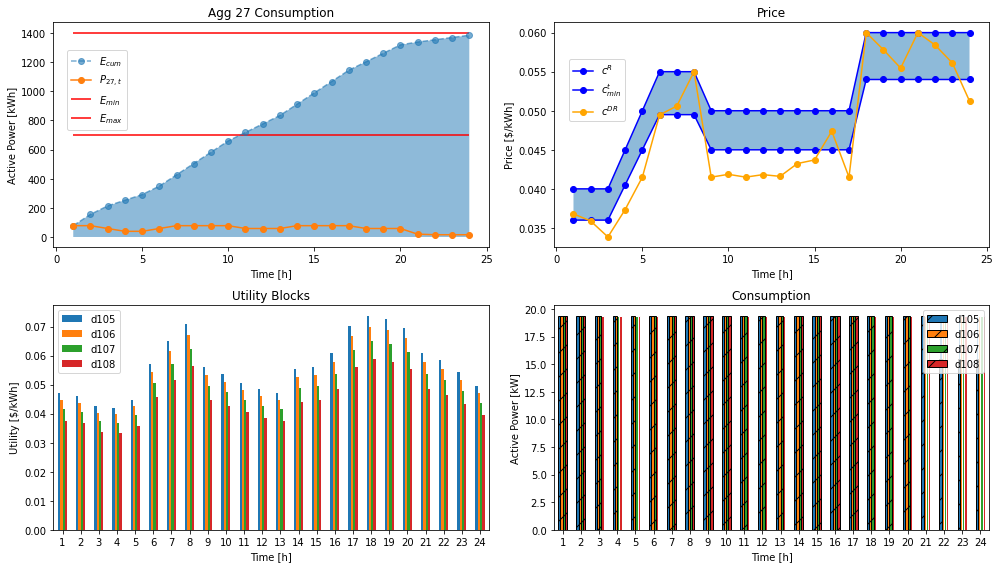 Agg 27 Consumption
Active Power [kWh]
1400
1200
1000
800
600
400
200
0
E_cum
P_27, t
E_min
E_max
0 5 10 15 20 25
Time [h]
Price
Price [$/kWh]
0.060
0.055
0.050
0.045
0.040
0.035
c^R
c^t_min
c^DR
0 5 10 15 20 25
Time [h]
Utility Blocks
Utility [$/kWh]
0.07
0.06
0.05
0.04
0.03
0.02
0.01
0.00
d105
d106
d107
d108
1 2 3 4 5 6 7 8 9 10 11 12 13 14 15 16 17 18 19 20 21 22 23 24
Time [h]
Consumption
Active Power [kW]
20.0
17.5
15.0
12.5
10.0
7.5
5.0
2.5
0.0
d105
d106
d107
d108
1 2 3 4 5 6 7 8 9 10 11 12 13 14 15 16 17 18 19 20 21 22 23 24
Time [h]